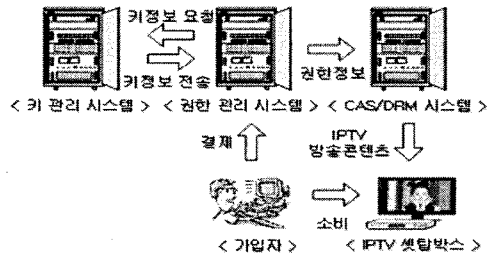 키정보 요청
키정보 전송
권한정보
< 키 관리 시스템 > < 권한 관리 시스템 > < CAS/DRM 시스템 >
결제
IPTV
방송콘텐츠
소비
< 가입자 > < IPTV 셋탑박스 >